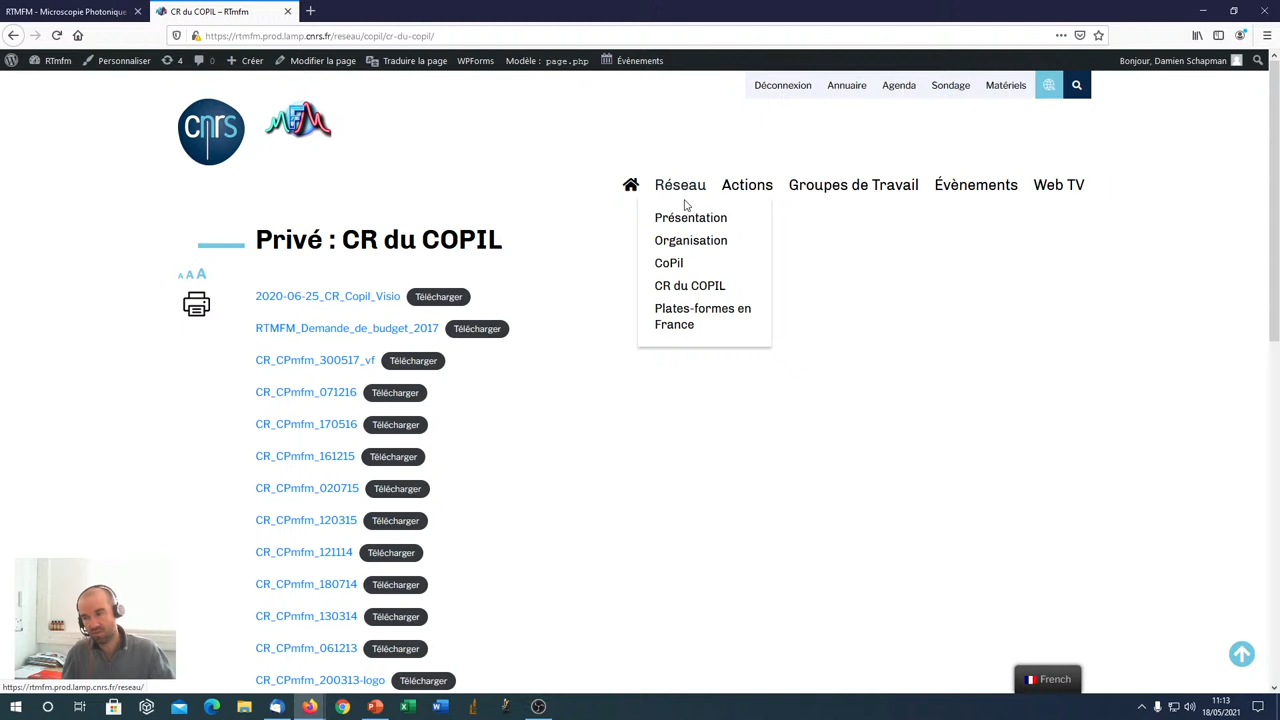 RTMFM - Microscopie Photonique
CR du COPIL – RTmfm
https://rtmfm.prod.lamp.cnrs.fr/reseau/copil/cr-du-copil/
RTmfm
Personnaliser
4
0
Créer
Modifier la page
Traduire la page
WPForms
Modèle : page.php
Évènements
Bonjour, Damien Schapman
Déconnexion
Annuaire
Agenda
Sondage
Matériels
cnrs
MFM
Réseau
Actions
Groupes de Travail
Évènements
Web TV
Présentation
Organisation
CoPil
CR du COPIL
Plates-formes en
France
Privé : CR du COPIL
A A A
2020-06-25_CR_Copil_Visio Télécharger
RTMFM_Demande_de_budget_2017 Télécharger
CR_CPmfm_300517_vf Télécharger
CR_CPmfm_071216 Télécharger
CR_CPmfm_170516 Télécharger
CR_CPmfm_161215 Télécharger
CR_CPmfm_020715 Télécharger
CR_CPmfm_120315 Télécharger
CR_CPmfm_121114 Télécharger
CR_CPmfm_180714 Télécharger
CR_CPmfm_130314 Télécharger
CR_CPmfm_061213 Télécharger
CR_CPmfm_200313-logo Télécharger
https://rtmfm.prod.lamp.cnrs.fr/reseau/
French
11:13
18/05/2021